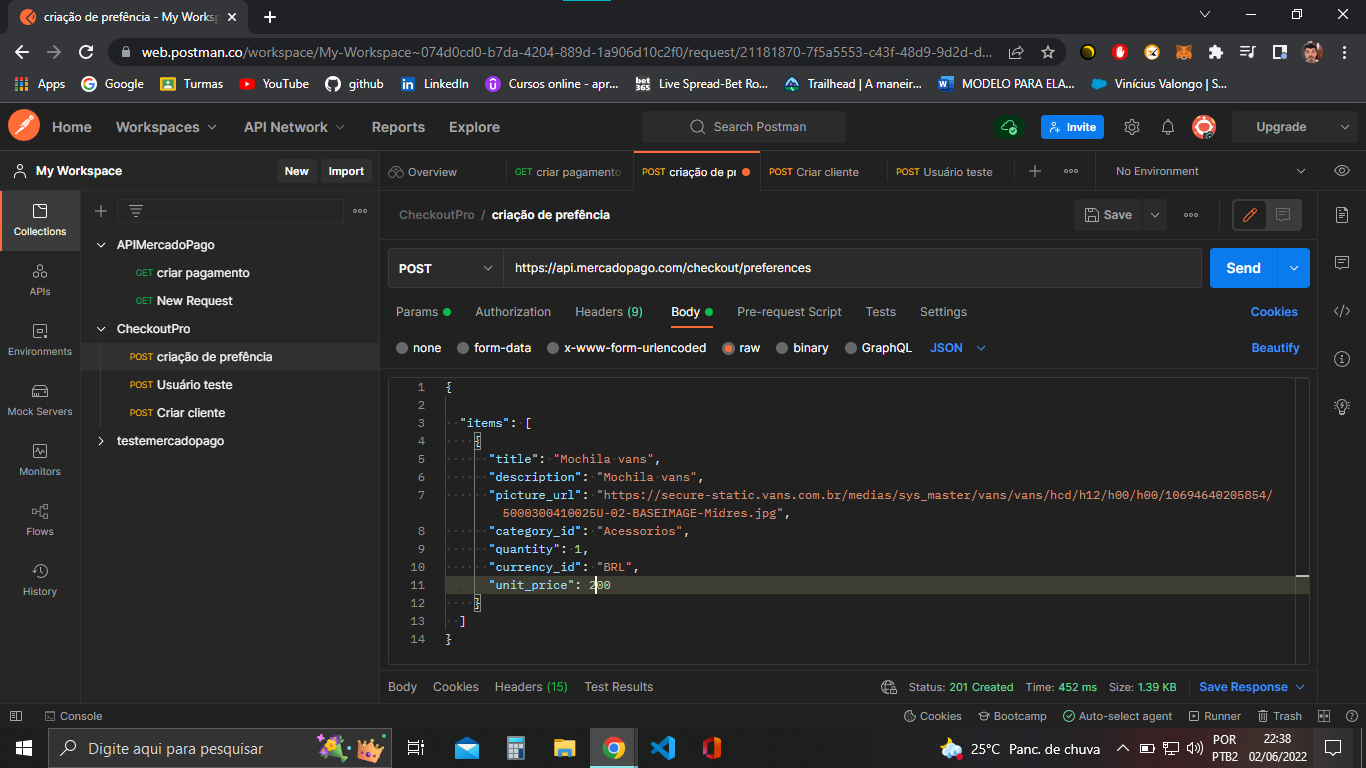 criação de prefência - My Works
web.postman.co/workspace/My-Workspace~074d0cd0-b7da-4204-889d-1a906d10c2f0/request/21181870-7f5a5553-c43f-48d9-9d2d-d...
Apps Google Turmas YouTube github LinkedIn Cursos online - apr... bet365 Live Spread-Bet Ro... Trailhead | A maneir... MODELO PARA ELA... Vinícius Valongo | S...
Home Workspaces API Network Reports Explore Search Postman Invite Upgrade
My Workspace New Import Overview GET criar pagamento POST criação de pr POST Criar cliente POST Usuário teste No Environment
Collections
APIs
Environments
Mock Servers
Monitors
Flows
History
APIMercadoPago
GET criar pagamento
GET New Request
CheckoutPro
POST criação de prefência
POST Usuário teste
POST Criar cliente
testemercadopago
CheckoutPro / criação de prefência Save
POST https://api.mercadopago.com/checkout/preferences Send
Params Authorization Headers (9) Body Pre-request Script Tests Settings Cookies
none form-data x-www-form-urlencoded raw binary GraphQL JSON Beautify
1 {
2
3 "items": [
4 {
5 "title": "Mochila vans",
6 "description": "Mochila vans",
7 "picture_url": "https://secure-static.vans.com.br/medias/sys_master/vans/vans/hcd/h12/h00/h00/10694640205854/
5000300410025U-02-BASEIMAGE-Midres.jpg",
8 "category_id": "Acessorios",
9 "quantity": 1,
10 "currency_id": "BRL",
11 "unit_price": 200
12 }
13 ]
14 }
Body Cookies Headers (15) Test Results Status: 201 Created Time: 452 ms Size: 1.39 KB Save Response
Console Cookies Bootcamp Auto-select agent Runner Trash
Digite aqui para pesquisar 25°C Panc. de chuva POR PTB2 22:38 02/06/2022